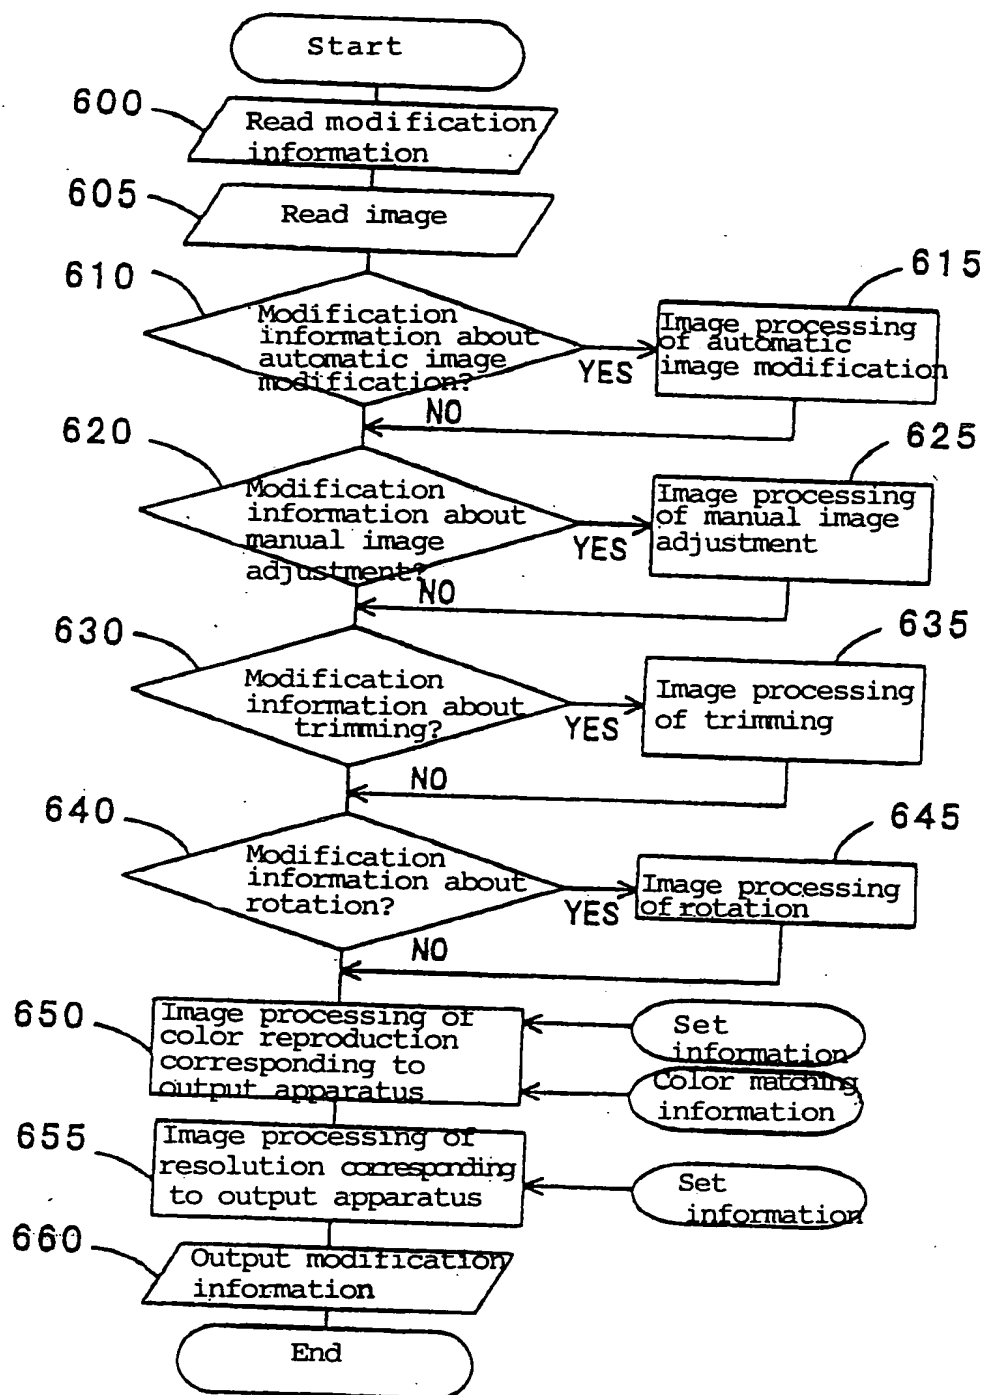 Start
600
Read modification
information
605
Read image
610
Modification
information about
automatic image
modification?
YES
NO
615
Image processing
of automatic
image modification
620
Modification
information about
manual image
adjustment?
YES
NO
625
Image processing
of manual image
adjustment
630
Modification
information about
trimming?
YES
NO
635
Image processing
of trimming
640
Modification
information about
rotation?
YES
NO
645
Image processing
of rotation
650
Image processing of
color reproduction
corresponding to
output apparatus
Set
information
Color matching
information
655
Image processing of
resolution corresponding
to output apparatus
Set
information
660
Output modification
information
End